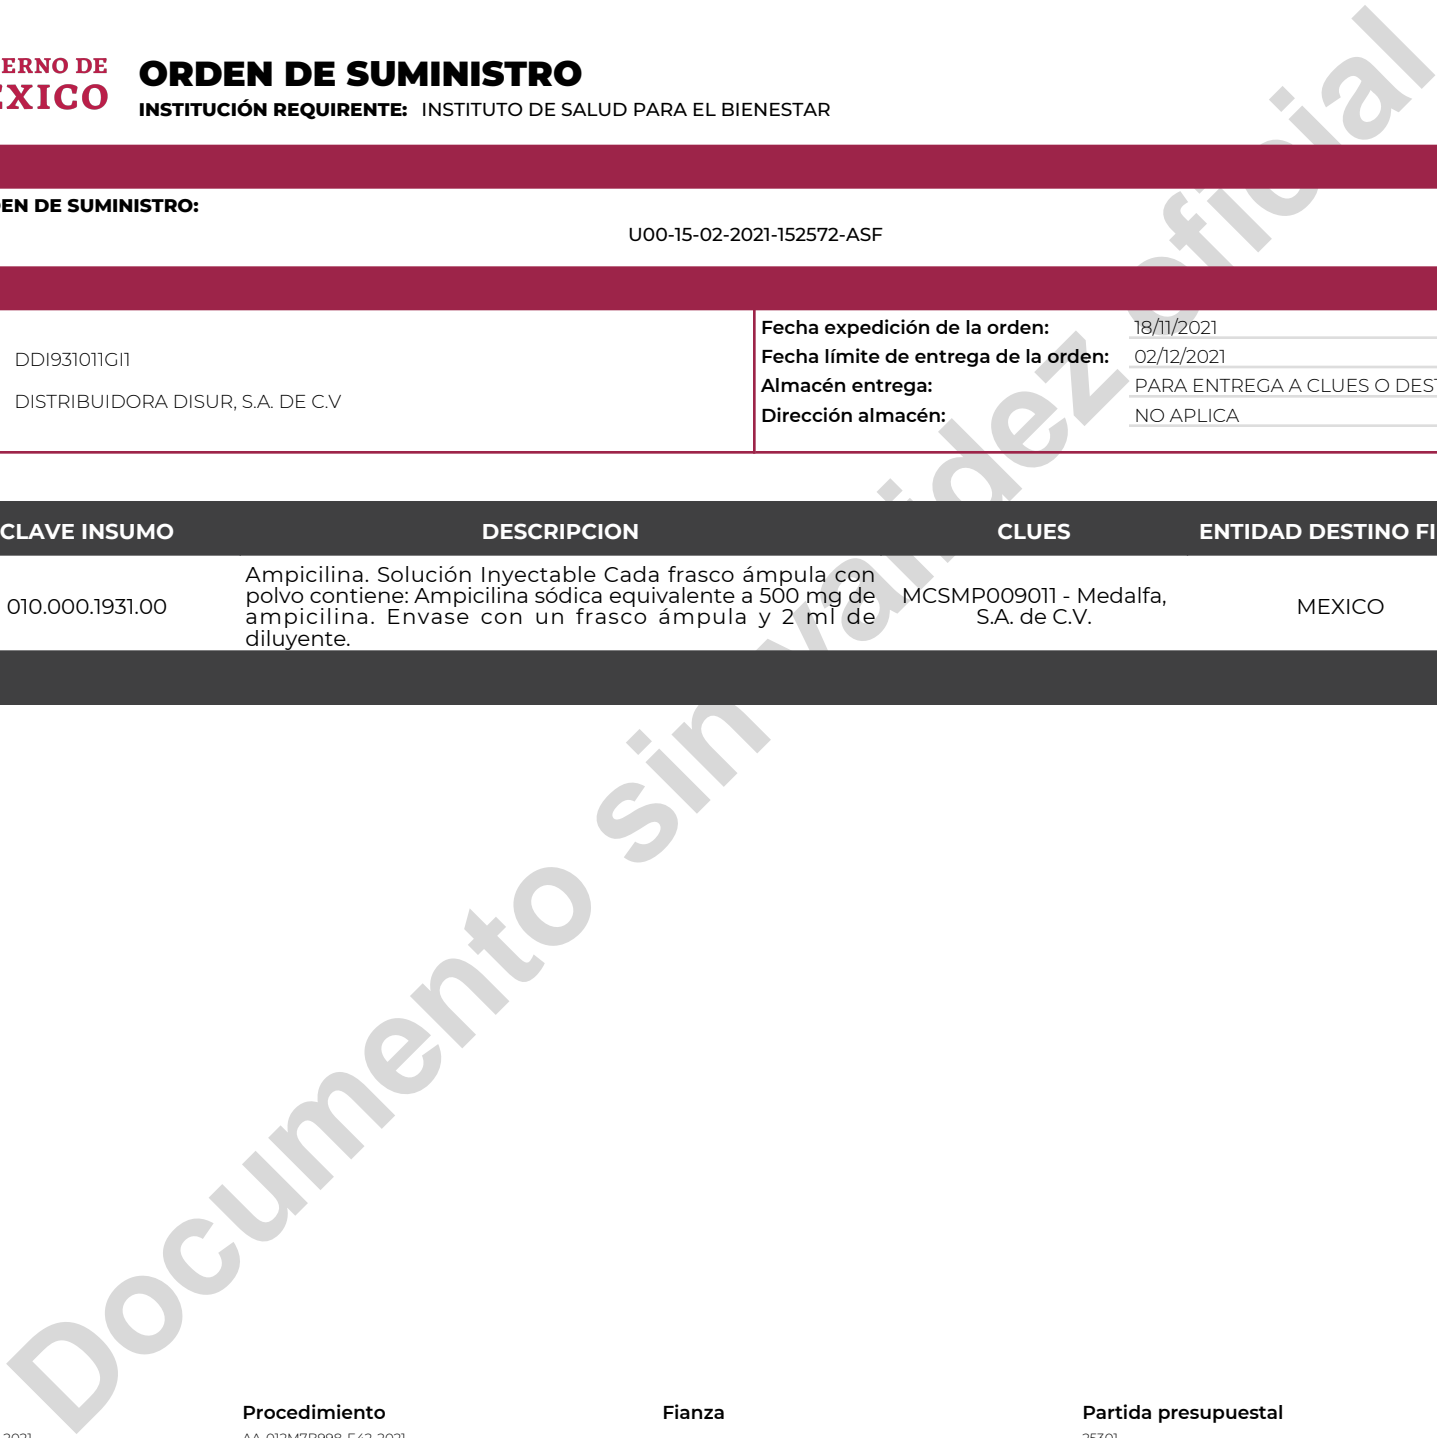 ERNO DE
EXICO
ORDEN DE SUMINISTRO
INSTITUCIÓN REQUIRENTE: INSTITUTO DE SALUD PARA EL BIENESTAR
EN DE SUMINISTRO:
U00-15-02-2021-152572-ASF
DDI931011GI1
DISTRIBUIDORA DISUR, S.A. DE C.V
Fecha expedición de la orden: 18/11/2021
Fecha límite de entrega de la orden: 02/12/2021
Almacén entrega: PARA ENTREGA A CLUES O DEST
Dirección almacén: NO APLICA
CLAVE INSUMO DESCRIPCION CLUES ENTIDAD DESTINO FI
010.000.1931.00
Ampicilina. Solución Inyectable Cada frasco ámpula con
polvo contiene: Ampicilina sódica equivalente a 500 mg de
ampicilina. Envase con un frasco ámpula y 2 ml de
diluyente.
MCSMP009011 - Medalfa,
S.A. de C.V.
MEXICO
Documento sin validez oficial
Procedimiento Fianza Partida presupuestal